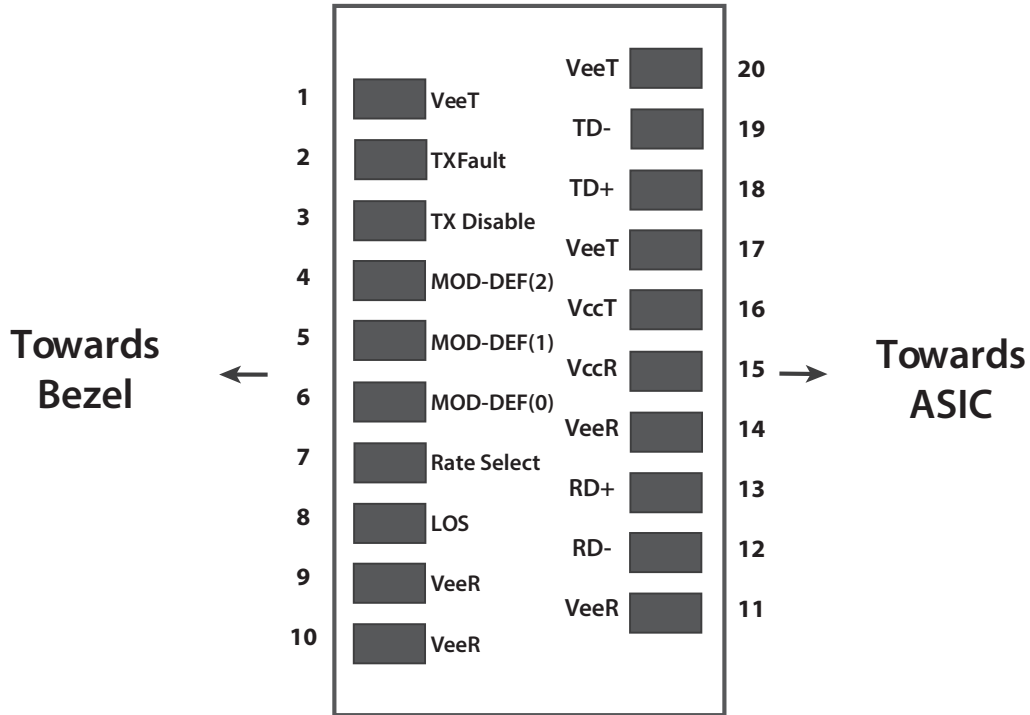 1 VeeT
2 TXFault
3 TX Disable
4 MOD-DEF(2)
5 MOD-DEF(1)
6 MOD-DEF(0)
7 Rate Select
8 LOS
9 VeeR
10 VeeR
Towards
Bezel
VeeT 20
TD- 19
TD+ 18
VeeT 17
VccT 16
VccR 15
VeeR 14
RD+ 13
RD- 12
VeeR 11
Towards
ASIC